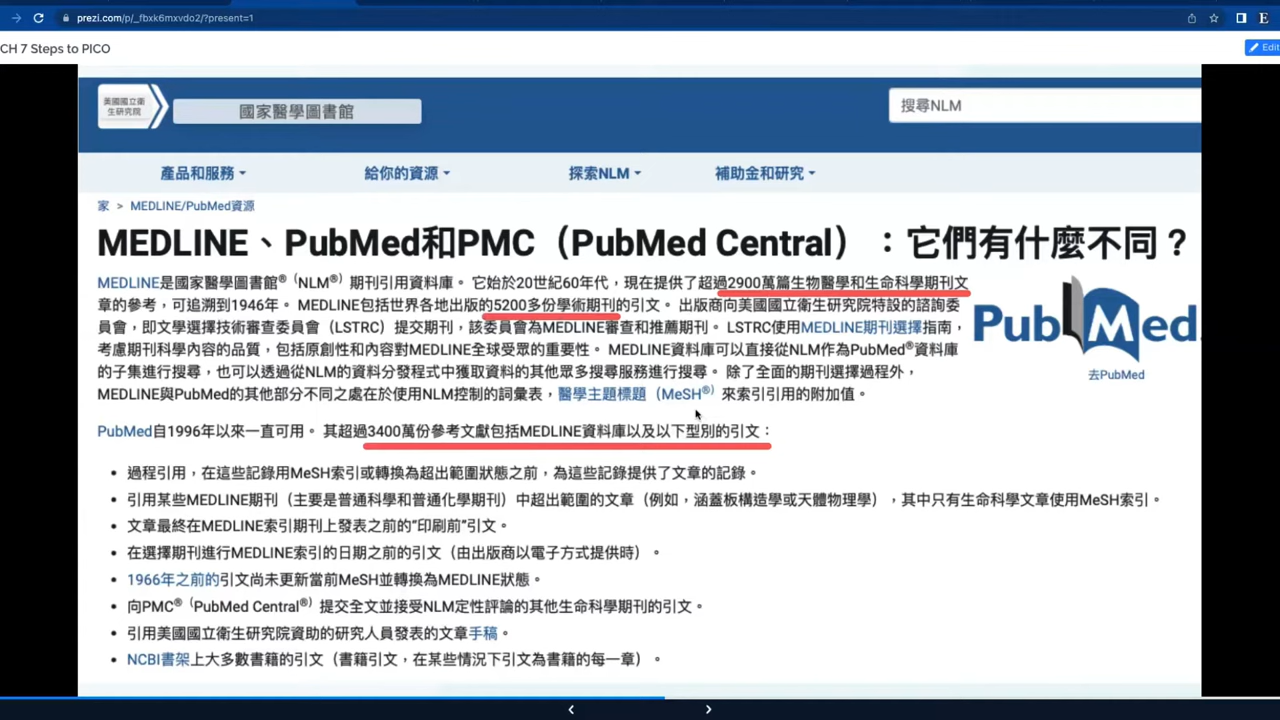 prezi.com/p/_fbxk6mxvdo2/?present=1
E
CH 7 Steps to PICO
Edit
美國國立衛
生研究院
國家醫學圖書館
搜尋NLM
產品和服務
給你的資源
探索NLM
補助金和研究
家 > MEDLINE/PubMed資源
MEDLINE、PubMed和PMC（PubMed Central）：它們有什麼不同？
MEDLINE是國家醫學圖書館®（NLM®）期刊引用資料庫。 它始於20世紀60年代，現在提供了超過2900萬篇生物醫學和生命科學期刊文
章的參考，可追溯到1946年。 MEDLINE包括世界各地出版的5200多份學術期刊的引文。 出版商向美國國立衛生研究院特設的諮詢委
員會，即文學選擇技術審查委員會（LSTRC）提交期刊，該委員會為MEDLINE審查和推薦期刊。 LSTRC使用MEDLINE期刊選擇指南，
考慮期刊科學內容的品質，包括原創性和內容對MEDLINE全球受眾的重要性。 MEDLINE資料庫可以直接從NLM作為PubMed®資料庫
的子集進行搜尋，也可以透過從NLM的資料分發程式中獲取資料的其他眾多搜尋服務進行搜尋。 除了全面的期刊選擇過程外，
MEDLINE與PubMed的其他部分不同之處在於使用NLM控制的詞彙表，醫學主題標題（MeSH®）來索引引用的附加值。
PubMed
去PubMed
PubMed自1996年以來一直可用。 其超過3400萬份參考文獻包括MEDLINE資料庫以及以下型別的引文：
• 過程引用，在這些記錄用MeSH索引或轉換為超出範圍狀態之前，為這些記錄提供了文章的記錄。
• 引用某些MEDLINE期刊（主要是普通科學和普通化學期刊）中超出範圍的文章（例如，涵蓋板構造學或天體物理學），其中只有生命科學文章使用MeSH索引。
• 文章最終在MEDLINE索引期刊上發表之前的“印刷前”引文。
• 在選擇期刊進行MEDLINE索引的日期之前的引文（由出版商以電子方式提供時）。
• 1966年之前的引文尚未更新當前MeSH並轉換為MEDLINE狀態。
• 向PMC®（PubMed Central®）提交全文並接受NLM定性評論的其他生命科學期刊的引文。
• 引用美國國立衛生研究院資助的研究人員發表的文章手稿。
• NCBI書架上大多數書籍的引文（書籍引文，在某些情況下引文為書籍的每一章）。